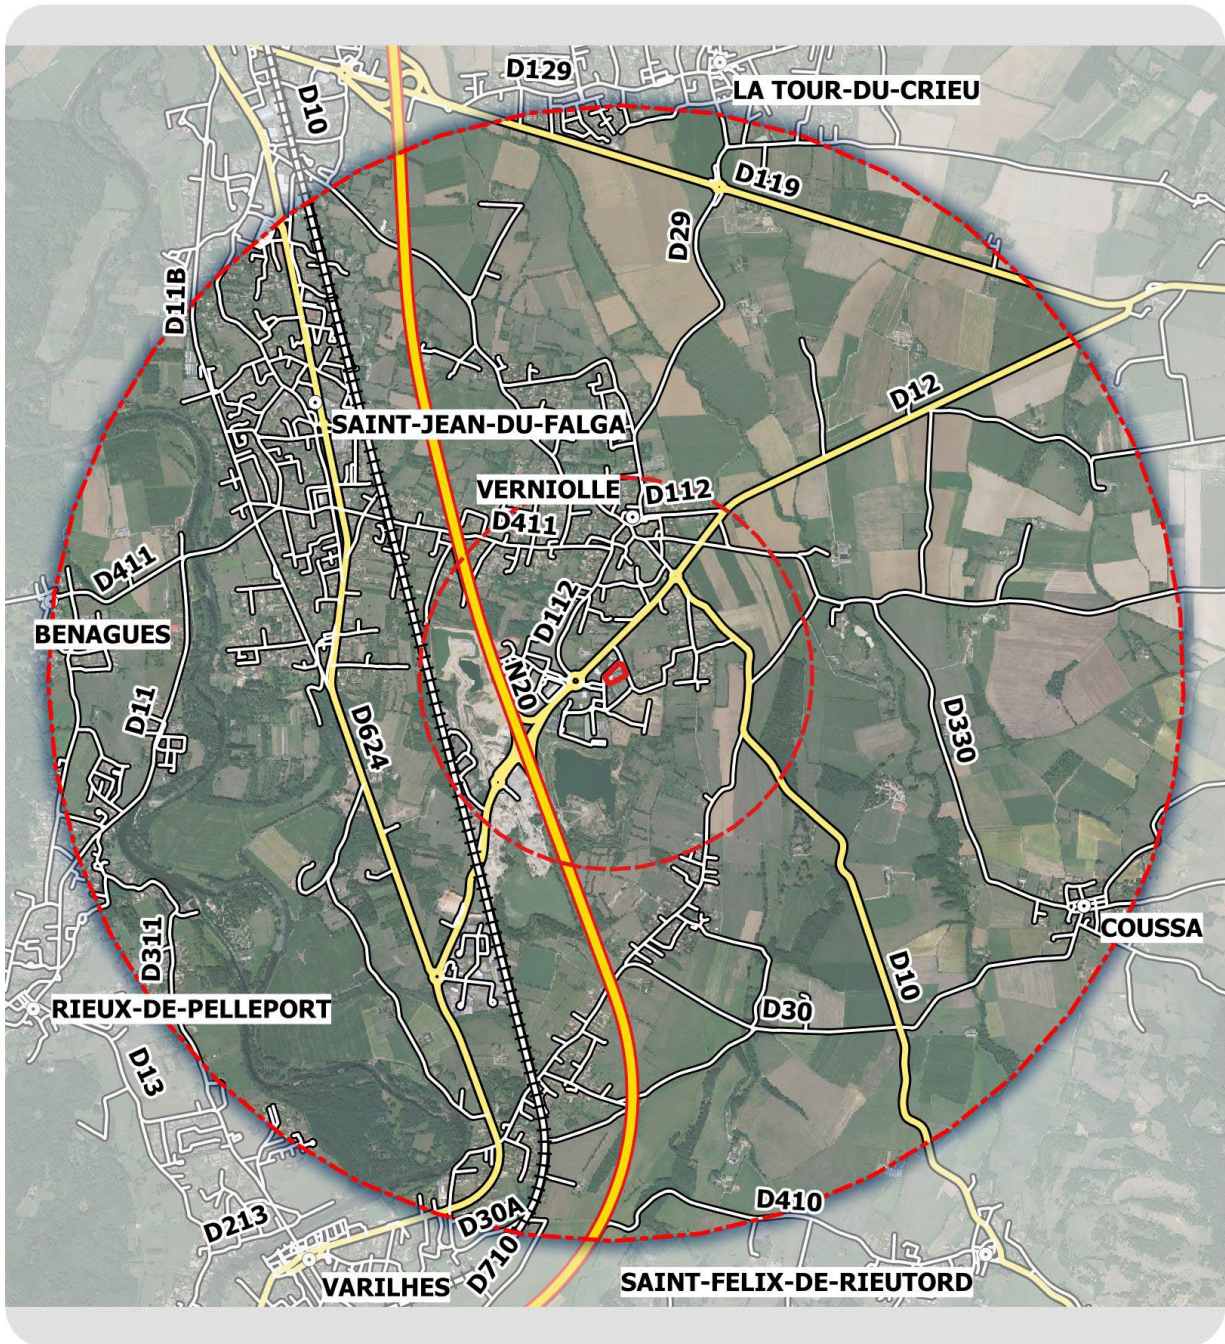 D129
D10
LA TOUR-DU-CRIEU
D119
D29
D11B
D12
SAINT-JEAN-DU-FALGA
VERNIOLLE
D112
D411
D411
D112
BENAGUES
N20
D11
D330
D624
COUSSA
D311
D10
RIEUX-DE-PELLEPORT
D30
D13
D410
D30A
D213
D710
VARILHES
SAINT-FELIX-DE-RIEUTORD